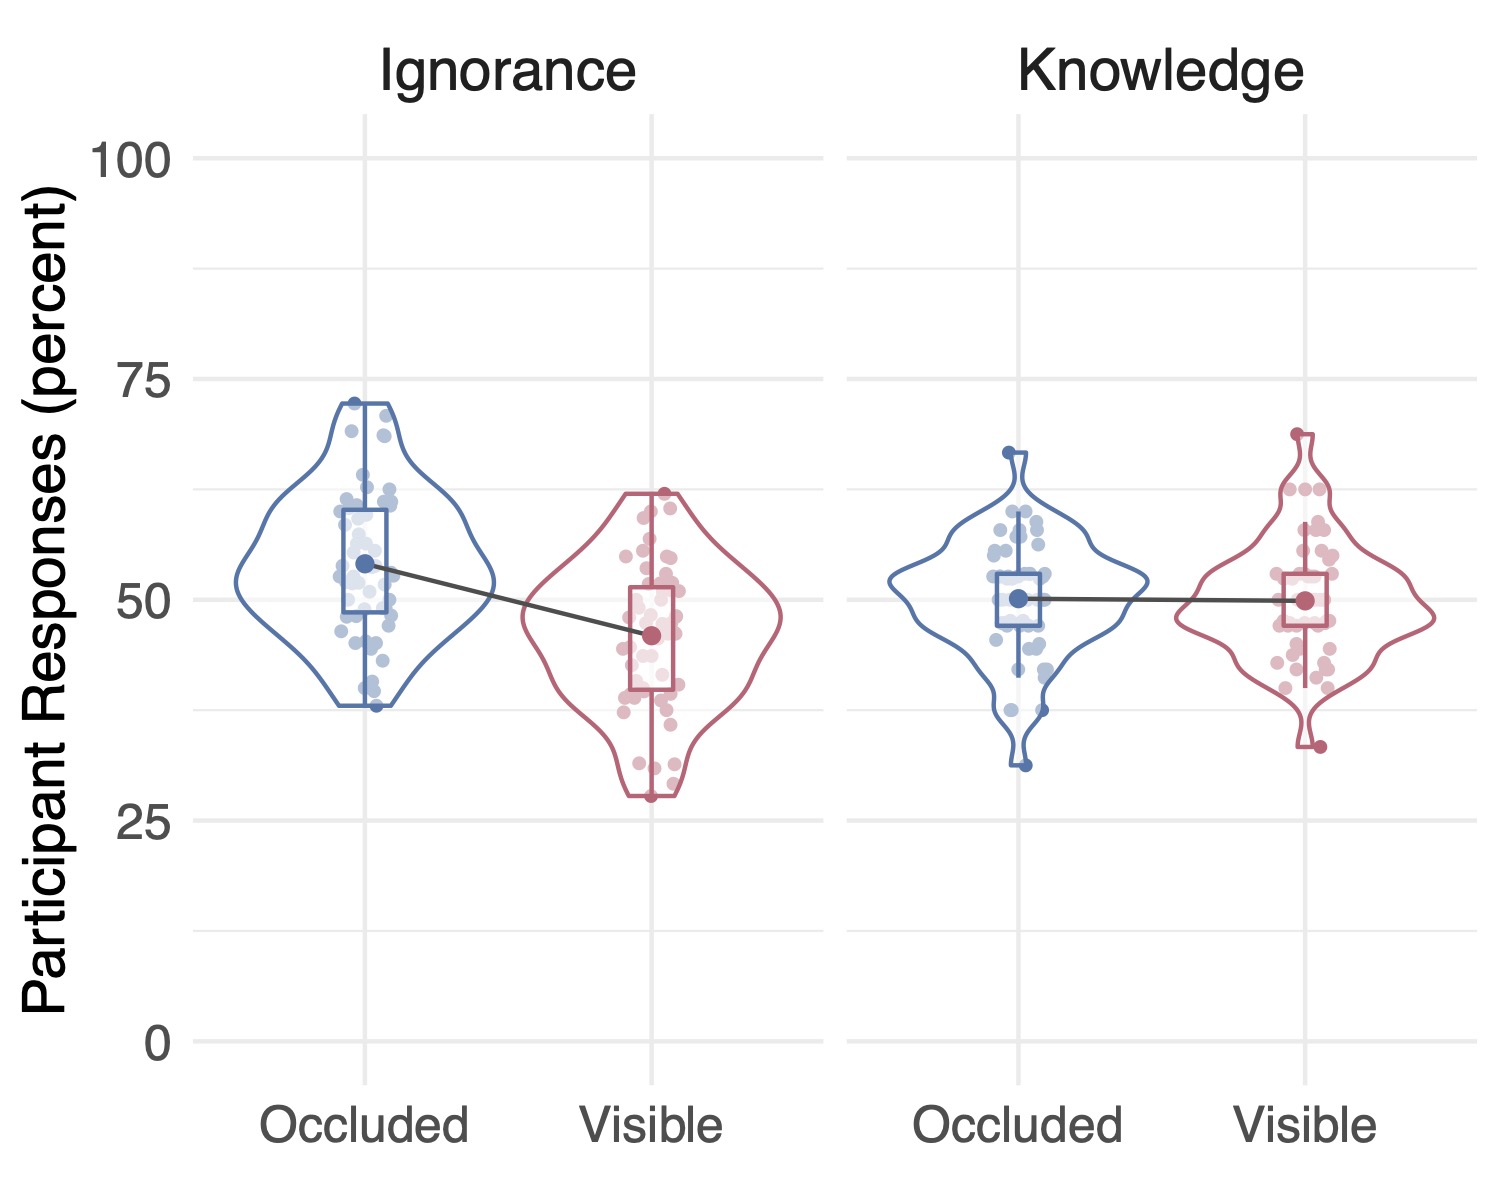 Ignorance
Knowledge
Participant Responses (percent)
100
75
50
25
0
Occluded
Visible
Occluded
Visible